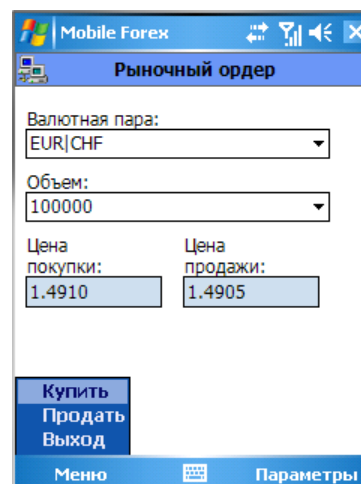 Mobile Forex
Рыночный ордер
Валютная пара:
EUR|CHF
Объем:
100000
Цена покупки:
Цена продажи:
1.4910
1.4905
Купить
Продать
Выход
Меню
Параметры